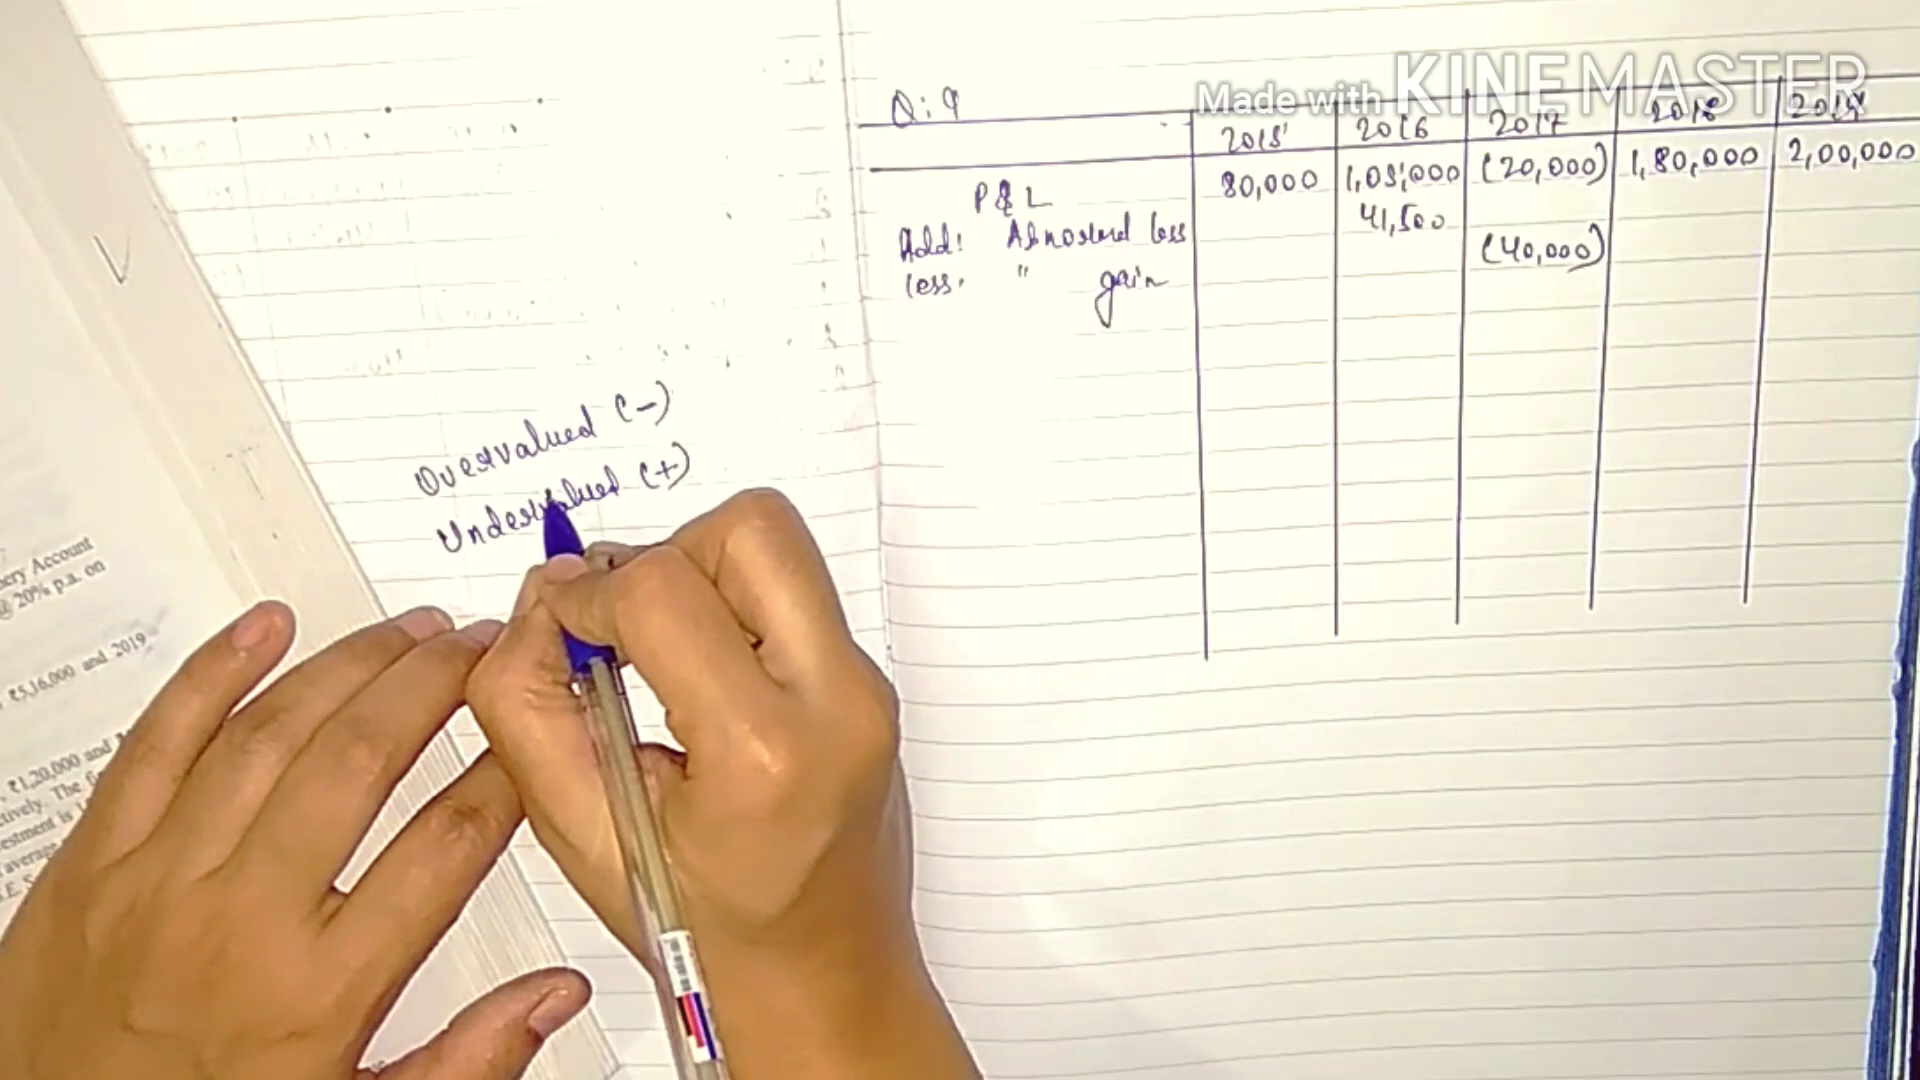 Made with KINEMASTER
Q:9
2015 2016 2017 2018 2019
P&L 80,000 1,05,000 (20,000) 1,80,000 2,00,000
Add: Abnormal loss 41,500
less: " gain (40,000)
Overvalued (-)
Undervalued (+)
Account
@ 20% p.a. on
₹5,16,000 and 2019
₹1,20,000 and
The
estment is
average